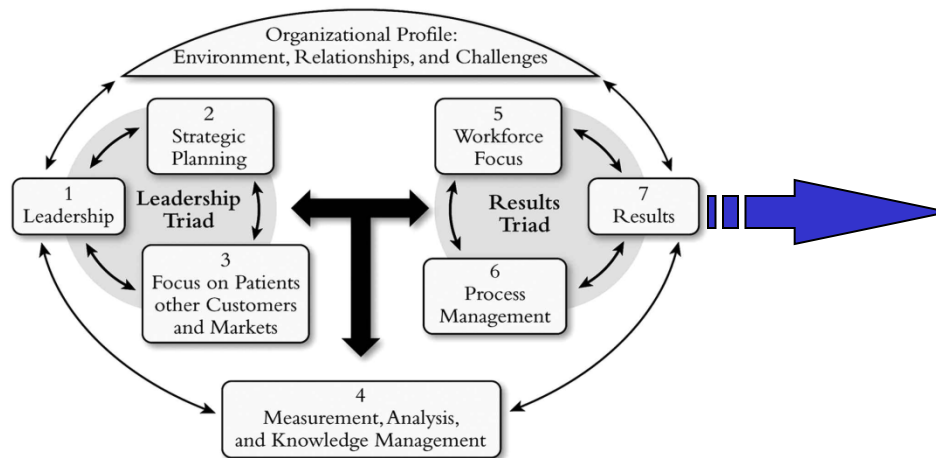 Organizational Profile:
Environment, Relationships, and Challenges
2
Strategic
Planning
1
Leadership
Leadership
Triad
3
Focus on Patients
other Customers
and Markets
5
Workforce
Focus
Results
Triad
7
Results
6
Process
Management
4
Measurement, Analysis,
and Knowledge Management